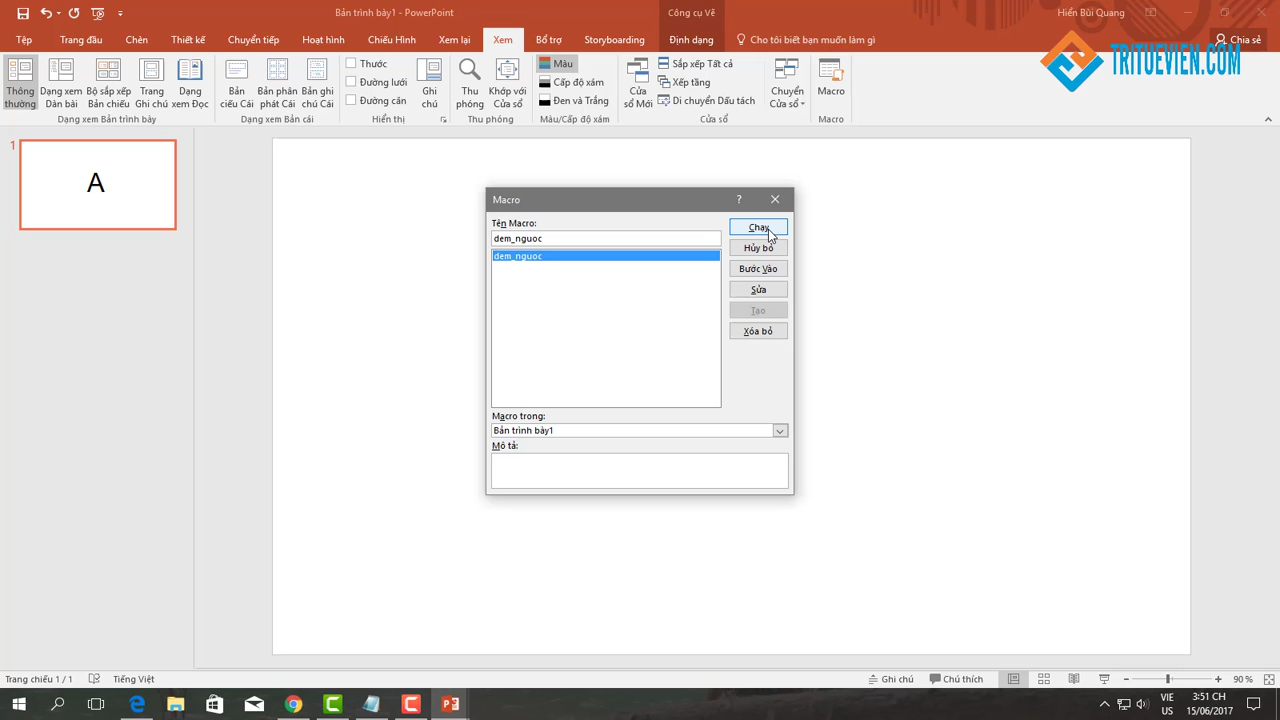 Bản trình bày1 - PowerPoint
Công cụ Vẽ
Hiển Bùi Quang
Tệp
Trang đầu
Chèn
Thiết kế
Chuyển tiếp
Hoạt hình
Chiếu Hình
Xem lại
Xem
Bổ trợ
Storyboarding
Định dạng
Cho tôi biết bạn muốn làm gì
Chia sẻ
TRITUEVIEN.COM
Thông thường
Dạng xem Dàn bài
Bộ sắp xếp Bản chiếu
Trang Ghi chú
Dạng xem Đọc
Dạng xem Bản trình bày
Bản chiếu Cái
Bản phân phát Cái
Bản ghi chú Cái
Dạng xem Bản cái
Thước
Đường lưới
Đường căn
Hiển thị
Ghi chú
Thu phóng
Khớp với Cửa sổ
Thu phóng
Màu
Cấp độ xám
Đen và Trắng
Màu/Cấp độ xám
Cửa sổ Mới
Sắp xếp Tất cả
Xếp tầng
Di chuyển Dấu tách
Chuyển Cửa sổ
Cửa sổ
Macro
Macro
1
A
Macro
?
Tên Macro:
dem_nguoc
dem_nguoc
Chạy
Hủy bỏ
Bước Vào
Sửa
Tạo
Xóa bỏ
Macro trong:
Bản trình bày1
Mô tả:
Trang chiếu 1 / 1
Tiếng Việt
Ghi chú
Chú thích
90 %
VIE
US
3:51 CH
15/06/2017